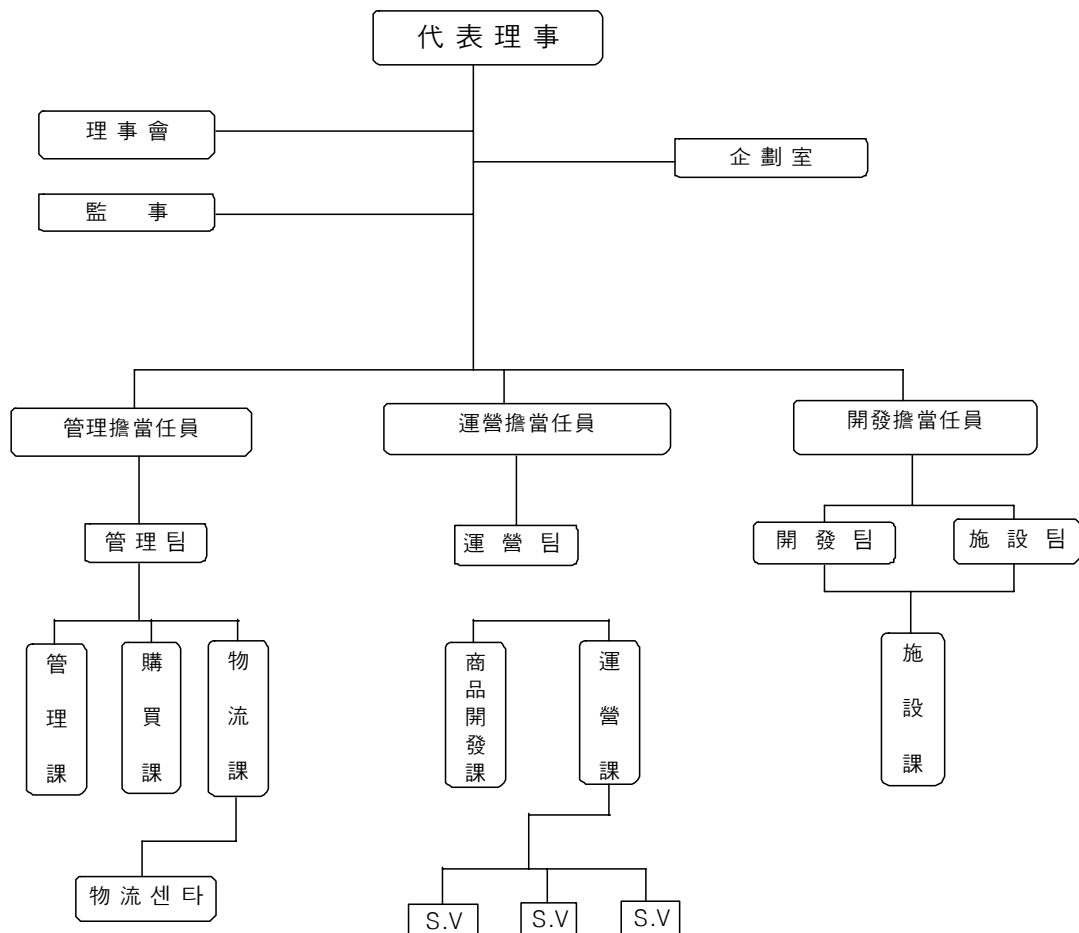 代表理事
理事會
企劃室
監事
管理擔當任員
運營擔當任員
開發擔當任員
管理팀
運營팀
開發팀
施設팀
管理課
購買課
物流課
商品開發課
運營課
施設課
物流센타
S.V
S.V
S.V